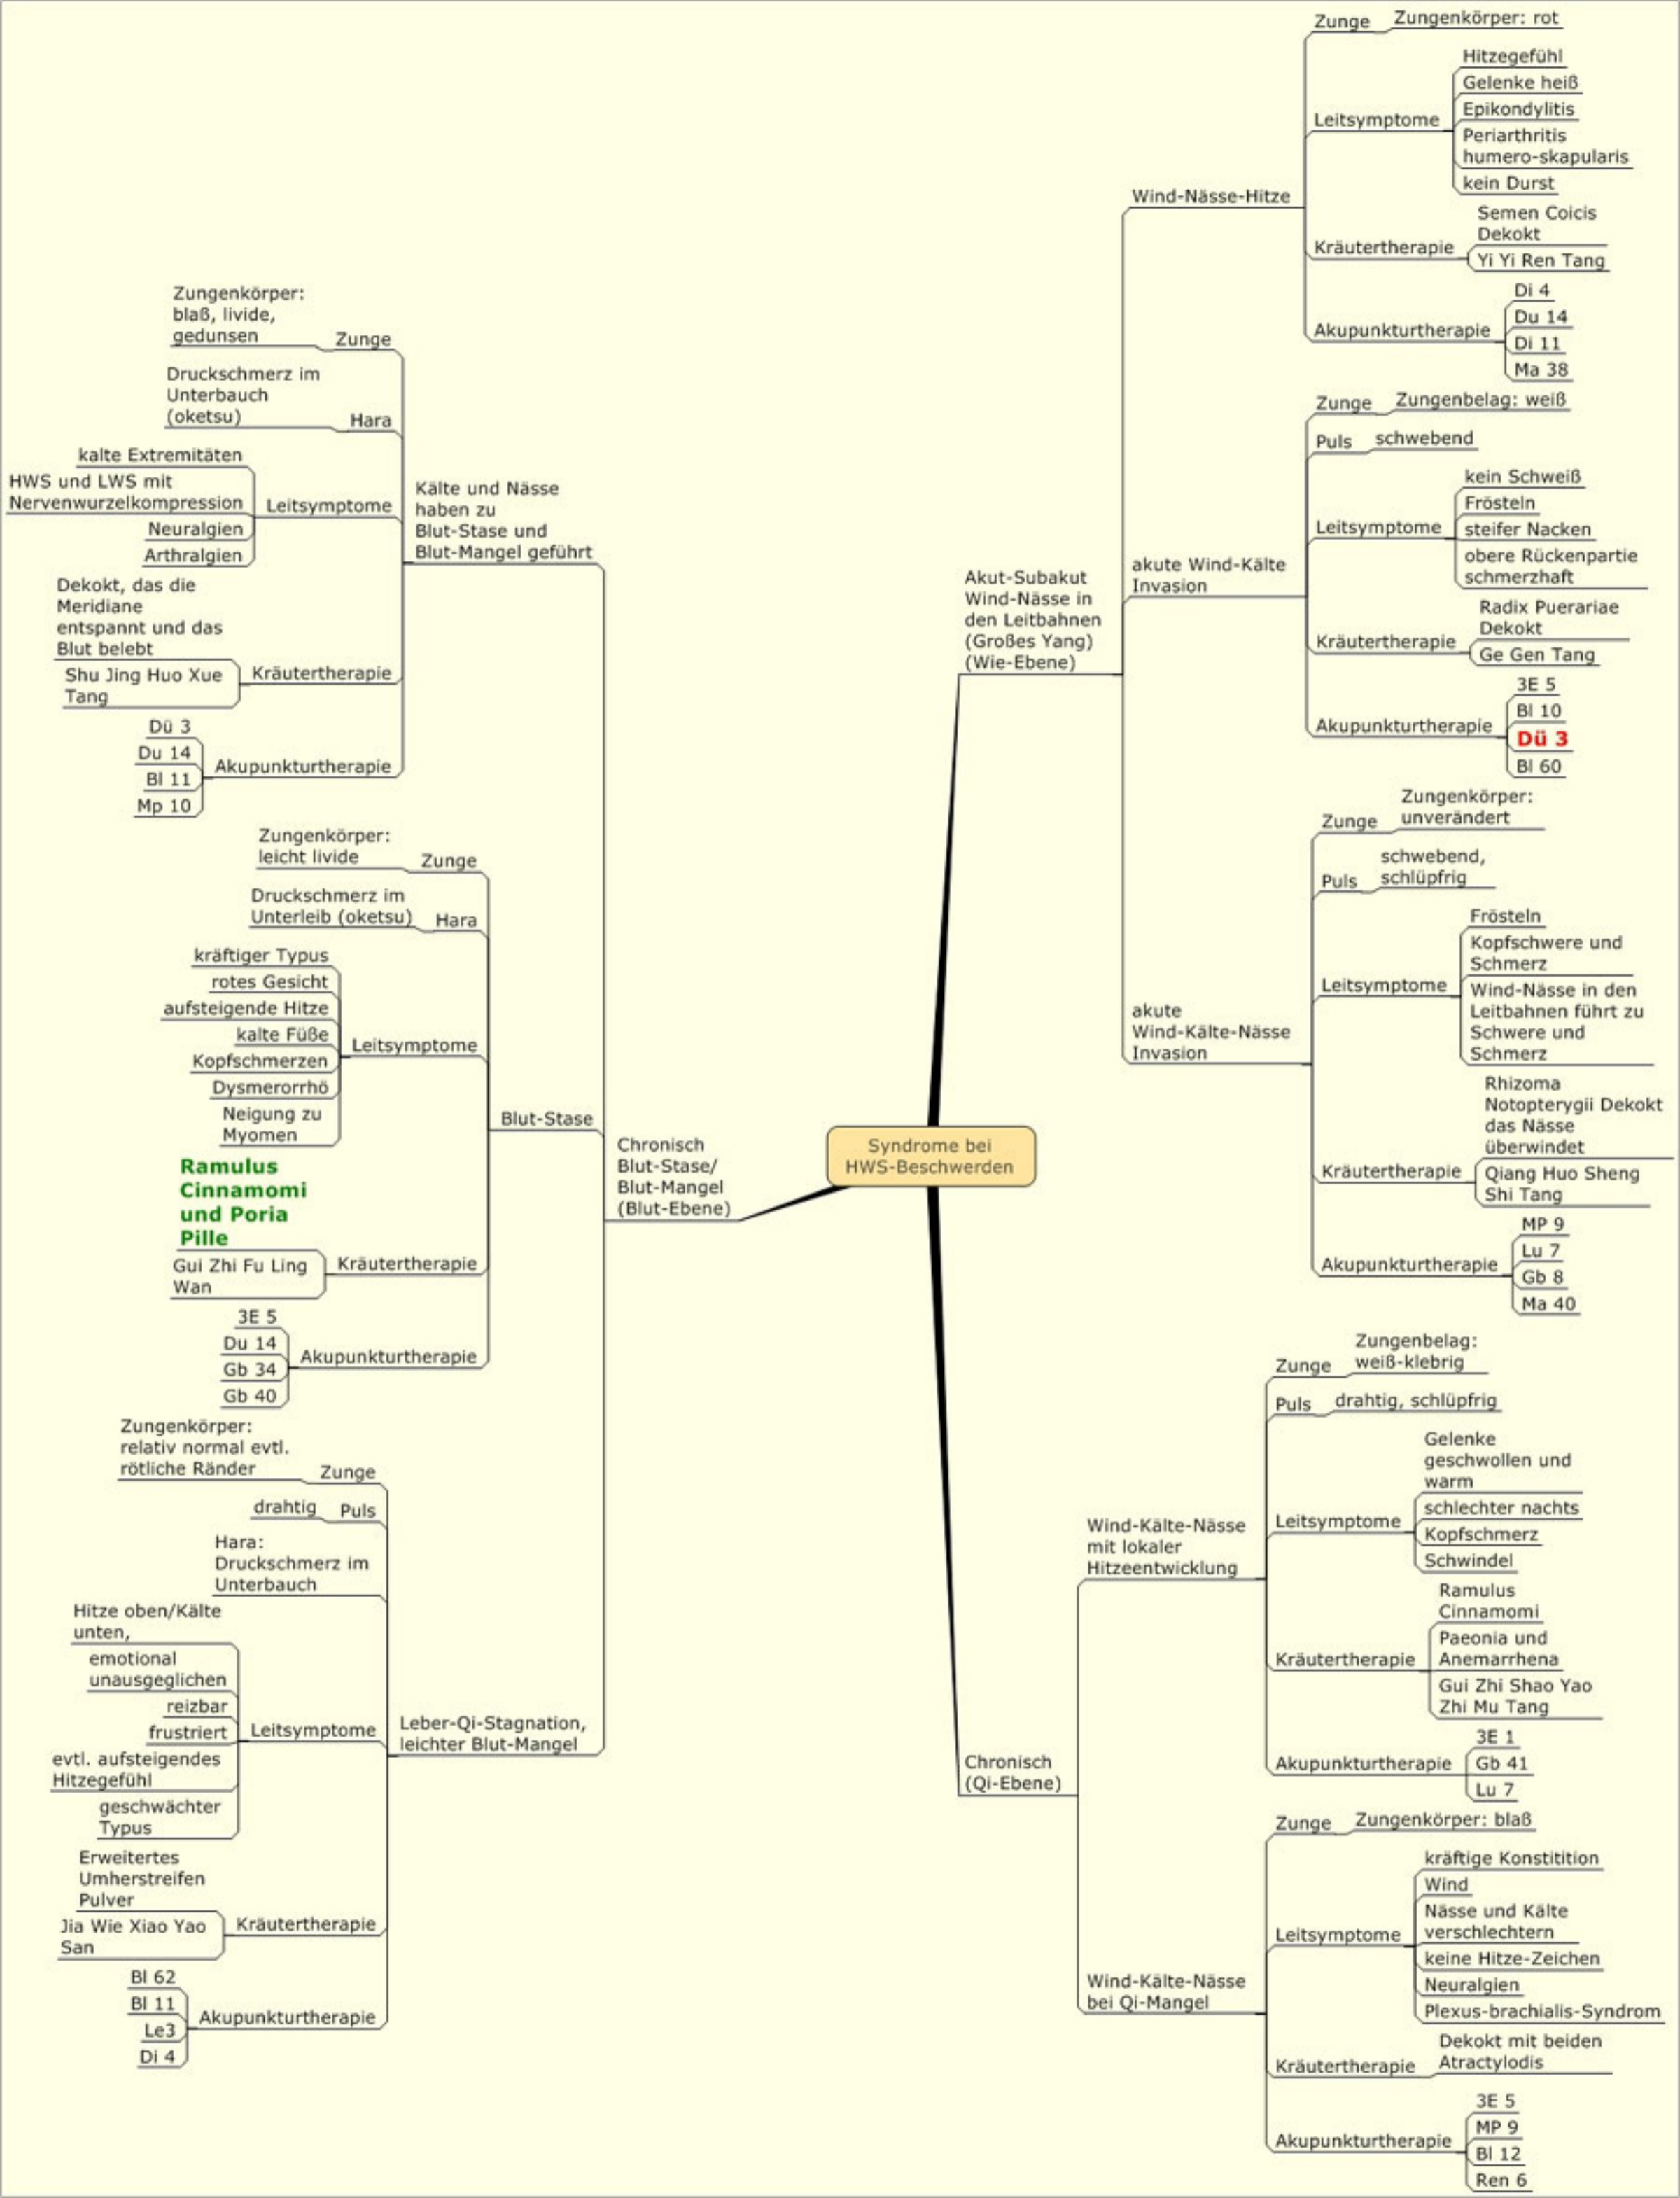 Syndrome bei
HWS-Beschwerden
Akut-Subakut
Wind-Nässe in
den Leitbahnen
(Großes Yang)
(Wie-Ebene)
Wind-Nässe-Hitze
Zunge
Zungenkörper: rot
Leitsymptome
Hitzegefühl
Gelenke heiß
Epikondylitis
Periarthritis
humero-skapularis
kein Durst
Kräutertherapie
Semen Coicis
Dekokt
Yi Yi Ren Tang
Akupunkturtherapie
Di 4
Du 14
Di 11
Ma 38
akute Wind-Kälte
Invasion
Zunge
Zungenbelag: weiß
Puls
schwebend
Leitsymptome
kein Schweiß
Frösteln
steifer Nacken
obere Rückenpartie
schmerzhaft
Kräutertherapie
Radix Puerariae
Dekokt
Ge Gen Tang
Akupunkturtherapie
3E 5
Bl 10
Dü 3
Bl 60
akute
Wind-Kälte-Nässe
Invasion
Zunge
Zungenkörper:
unverändert
Puls
schwebend,
schlüpfrig
Leitsymptome
Frösteln
Kopfschwere und
Schmerz
Wind-Nässe in den
Leitbahnen führt zu
Schwere und
Schmerz
Kräutertherapie
Rhizoma
Notopterygii Dekokt
das Nässe
überwindet
Qiang Huo Sheng
Shi Tang
Akupunkturtherapie
MP 9
Lu 7
Gb 8
Ma 40
Chronisch
(Qi-Ebene)
Wind-Kälte-Nässe
mit lokaler
Hitzeentwicklung
Zunge
Zungenbelag:
weiß-klebrig
Puls
drahtig, schlüpfrig
Leitsymptome
Gelenke
geschwollen und
warm
schlechter nachts
Kopfschmerz
Schwindel
Kräutertherapie
Ramulus
Cinnamomi
Paeonia und
Anemarrhena
Gui Zhi Shao Yao
Zhi Mu Tang
Akupunkturtherapie
3E 1
Gb 41
Lu 7
Wind-Kälte-Nässe
bei Qi-Mangel
Zunge
Zungenkörper: blaß
Leitsymptome
kräftige Konstitition
Wind
Nässe und Kälte
verschlechtern
keine Hitze-Zeichen
Neuralgien
Plexus-brachialis-Syndrom
Kräutertherapie
Dekokt mit beiden
Atractylodis
Akupunkturtherapie
3E 5
MP 9
Bl 12
Ren 6
Chronisch
Blut-Stase/
Blut-Mangel
(Blut-Ebene)
Kälte und Nässe
haben zu
Blut-Stase und
Blut-Mangel geführt
Zunge
Zungenkörper:
blaß, livide,
gedunsen
Hara
Druckschmerz im
Unterbauch
(oketsu)
Leitsymptome
kalte Extremitäten
HWS und LWS mit
Nervenwurzelkompression
Neuralgien
Arthralgien
Kräutertherapie
Dekokt, das die
Meridiane
entspannt und das
Blut belebt
Shu Jing Huo Xue
Tang
Akupunkturtherapie
Dü 3
Du 14
Bl 11
Mp 10
Blut-Stase
Zunge
Zungenkörper:
leicht livide
Hara
Druckschmerz im
Unterleib (oketsu)
Leitsymptome
kräftiger Typus
rotes Gesicht
aufsteigende Hitze
kalte Füße
Kopfschmerzen
Dysmerorrhö
Neigung zu
Myomen
Kräutertherapie
Ramulus
Cinnamomi
und Poria
Pille
Gui Zhi Fu Ling
Wan
Akupunkturtherapie
3E 5
Du 14
Gb 34
Gb 40
Leber-Qi-Stagnation,
leichter Blut-Mangel
Zunge
Zungenkörper:
relativ normal evtl.
rötliche Ränder
Puls
drahtig
Hara:
Druckschmerz im
Unterbauch
Leitsymptome
Hitze oben/Kälte
unten,
emotional
unausgeglichen
reizbar
frustriert
evtl. aufsteigendes
Hitzegefühl
geschwächter
Typus
Kräutertherapie
Erweitertes
Umherstreifen
Pulver
Jia Wie Xiao Yao
San
Akupunkturtherapie
Bl 62
Bl 11
Le3
Di 4